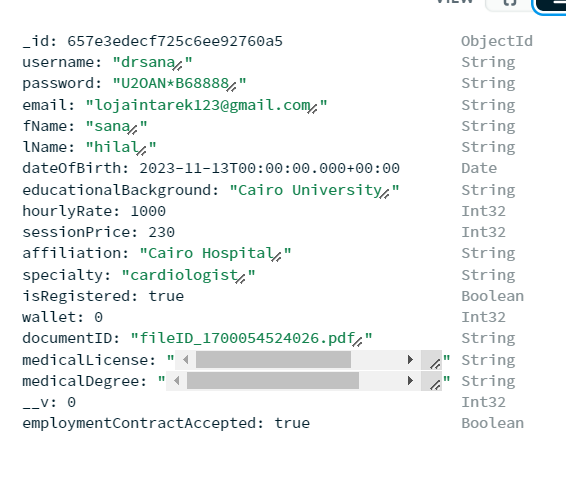 VIEW {}
_id: 657e3edecf725c6ee92760a5 ObjectId
username: "drsana" String
password: "U2OAN*B68888" String
email: "lojaintarek123@gmail.com" String
fName: "sana" String
lName: "hilal" String
dateOfBirth: 2023-11-13T00:00:00.000+00:00 Date
educationalBackground: "Cairo University" String
hourlyRate: 1000 Int32
sessionPrice: 230 Int32
affiliation: "Cairo Hospital" String
specialty: "cardiologist" String
isRegistered: true Boolean
wallet: 0 Int32
documentID: "fileID_1700054524026.pdf" String
medicalLicense: "" String
medicalDegree: "" String
__v: 0 Int32
employmentContractAccepted: true Boolean